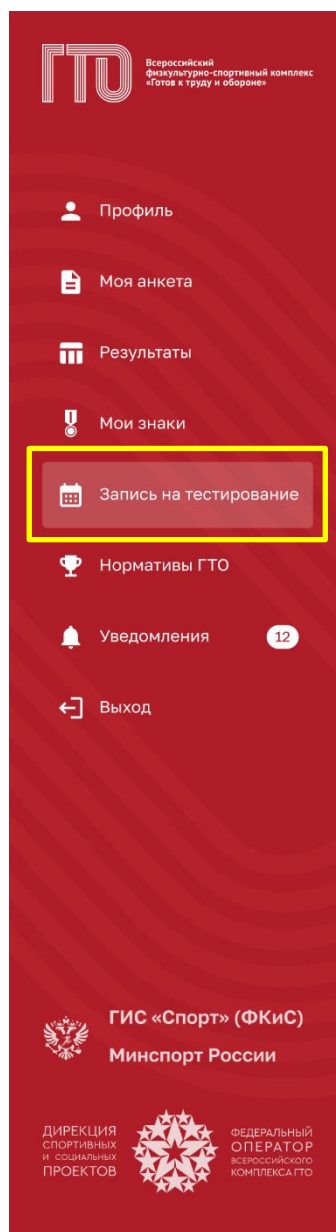 ГТО
Всероссийский
физкультурно-спортивный комплекс
«Готов к труду и обороне»
Профиль
Моя анкета
Результаты
Мои знаки
Запись на тестирование
Нормативы ГТО
Уведомления 12
Выход
ГИС «Спорт» (ФКиС)
Минспорт России
ДИРЕКЦИЯ
СПОРТИВНЫХ
И СОЦИАЛЬНЫХ
ПРОЕКТОВ
ФЕДЕРАЛЬНЫЙ
ОПЕРАТОР
ВСЕРОССИЙСКОГО
КОМПЛЕКСА ГТО